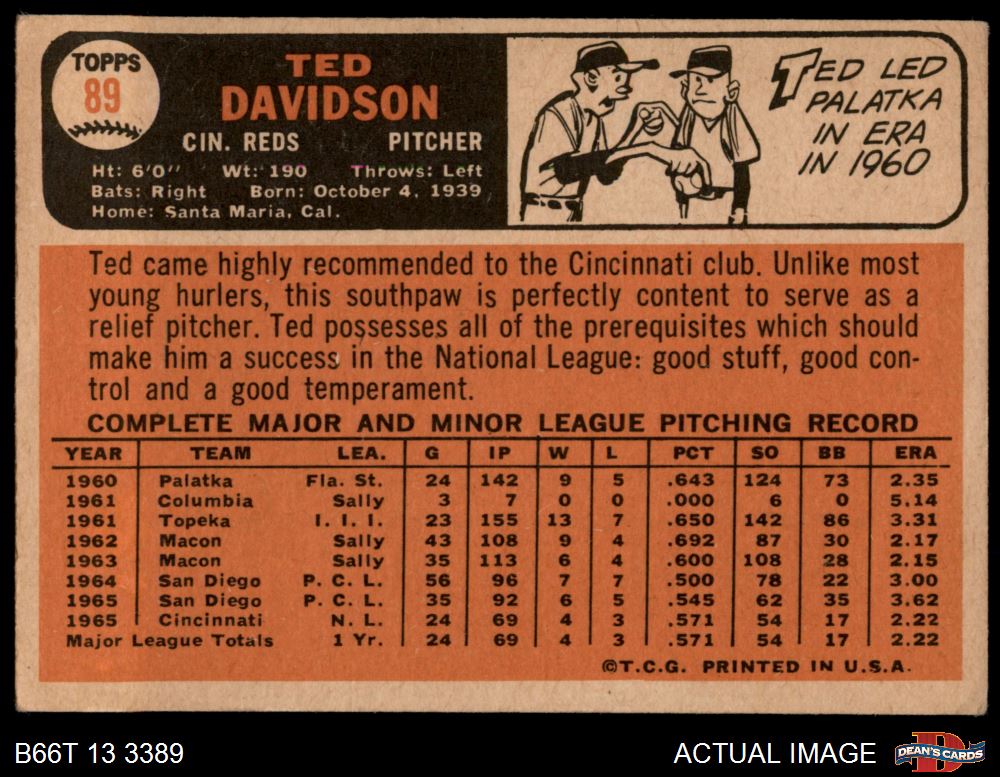 TOPPS
89
TED
DAVIDSON
CIN. REDS PITCHER
Ht: 6'0" Wt: 190 Throws: Left
Bats: Right Born: October 4, 1939
Home: Santa Maria, Cal.
TED LED
PALATKA
IN ERA
IN 1960
Ted came highly recommended to the Cincinnati club. Unlike most
young hurlers, this southpaw is perfectly content to serve as a
relief pitcher. Ted possesses all of the prerequisites which should
make him a success in the National League: good stuff, good con-
trol and a good temperament.
COMPLETE MAJOR AND MINOR LEAGUE PITCHING RECORD
YEAR TEAM LEA. G IP W L PCT SO BB ERA
1960 Palatka Fla. St. 24 142 9 5 .643 124 73 2.35
1961 Columbia Sally 3 7 0 0 .000 6 0 5.14
1961 Topeka I. I. I. 23 155 13 7 .650 142 86 3.31
1962 Macon Sally 43 108 9 4 .692 87 30 2.17
1963 Macon Sally 35 113 6 4 .600 108 28 2.15
1964 San Diego P. C. L. 56 96 7 7 .500 78 22 3.00
1965 San Diego P. C. L. 35 92 6 5 .545 62 35 3.62
1965 Cincinnati N. L. 24 69 4 3 .571 54 17 2.22
Major League Totals 1 Yr. 24 69 4 3 .571 54 17 2.22
©T.C.G. PRINTED IN U.S.A.
B66T 13 3389 ACTUAL IMAGE DEAN'S CARDS